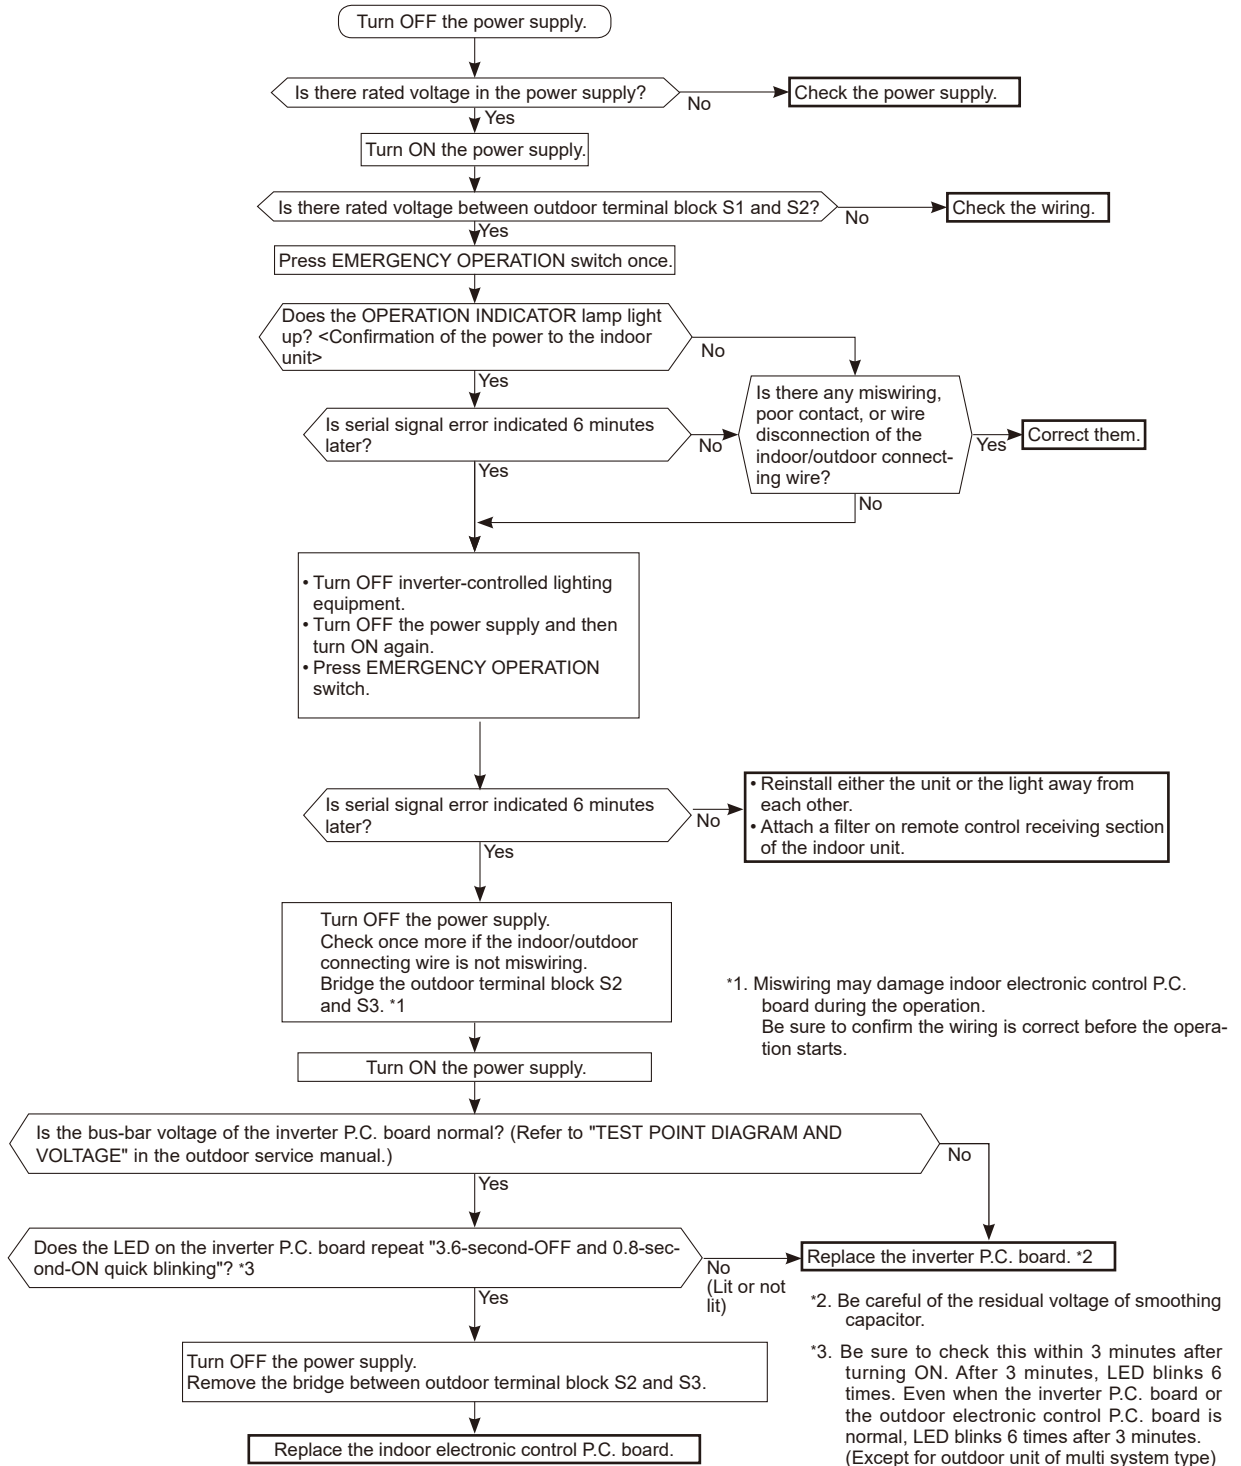 Turn OFF the power supply.
Is there rated voltage in the power supply?
No
Check the power supply.
Yes
Turn ON the power supply.
Is there rated voltage between outdoor terminal block S1 and S2?
No
Check the wiring.
Yes
Press EMERGENCY OPERATION switch once.
Does the OPERATION INDICATOR lamp light
up? <Confirmation of the power to the indoor
unit>
No
Yes
Is there any miswiring,
poor contact, or wire
disconnection of the
indoor/outdoor connect-
ing wire?
Yes
Correct them.
No
Is serial signal error indicated 6 minutes
later?
No
Yes
• Turn OFF inverter-controlled lighting
equipment.
• Turn OFF the power supply and then
turn ON again.
• Press EMERGENCY OPERATION
switch.
Is serial signal error indicated 6 minutes
later?
No
• Reinstall either the unit or the light away from
each other.
• Attach a filter on remote control receiving section
of the indoor unit.
Yes
Turn OFF the power supply.
Check once more if the indoor/outdoor
connecting wire is not miswiring.
Bridge the outdoor terminal block S2
and S3. *1
*1. Miswiring may damage indoor electronic control P.C.
board during the operation.
Be sure to confirm the wiring is correct before the opera-
tion starts.
Turn ON the power supply.
Is the bus-bar voltage of the inverter P.C. board normal? (Refer to "TEST POINT DIAGRAM AND
VOLTAGE" in the outdoor service manual.)
No
Yes
Does the LED on the inverter P.C. board repeat "3.6-second-OFF and 0.8-sec-
ond-ON quick blinking"? *3
No
(Lit or not
lit)
Replace the inverter P.C. board. *2
Yes
*2. Be careful of the residual voltage of smoothing
capacitor.
*3. Be sure to check this within 3 minutes after
turning ON. After 3 minutes, LED blinks 6
times. Even when the inverter P.C. board or
the outdoor electronic control P.C. board is
normal, LED blinks 6 times after 3 minutes.
(Except for outdoor unit of multi system type)
Turn OFF the power supply.
Remove the bridge between outdoor terminal block S2 and S3.
Replace the indoor electronic control P.C. board.